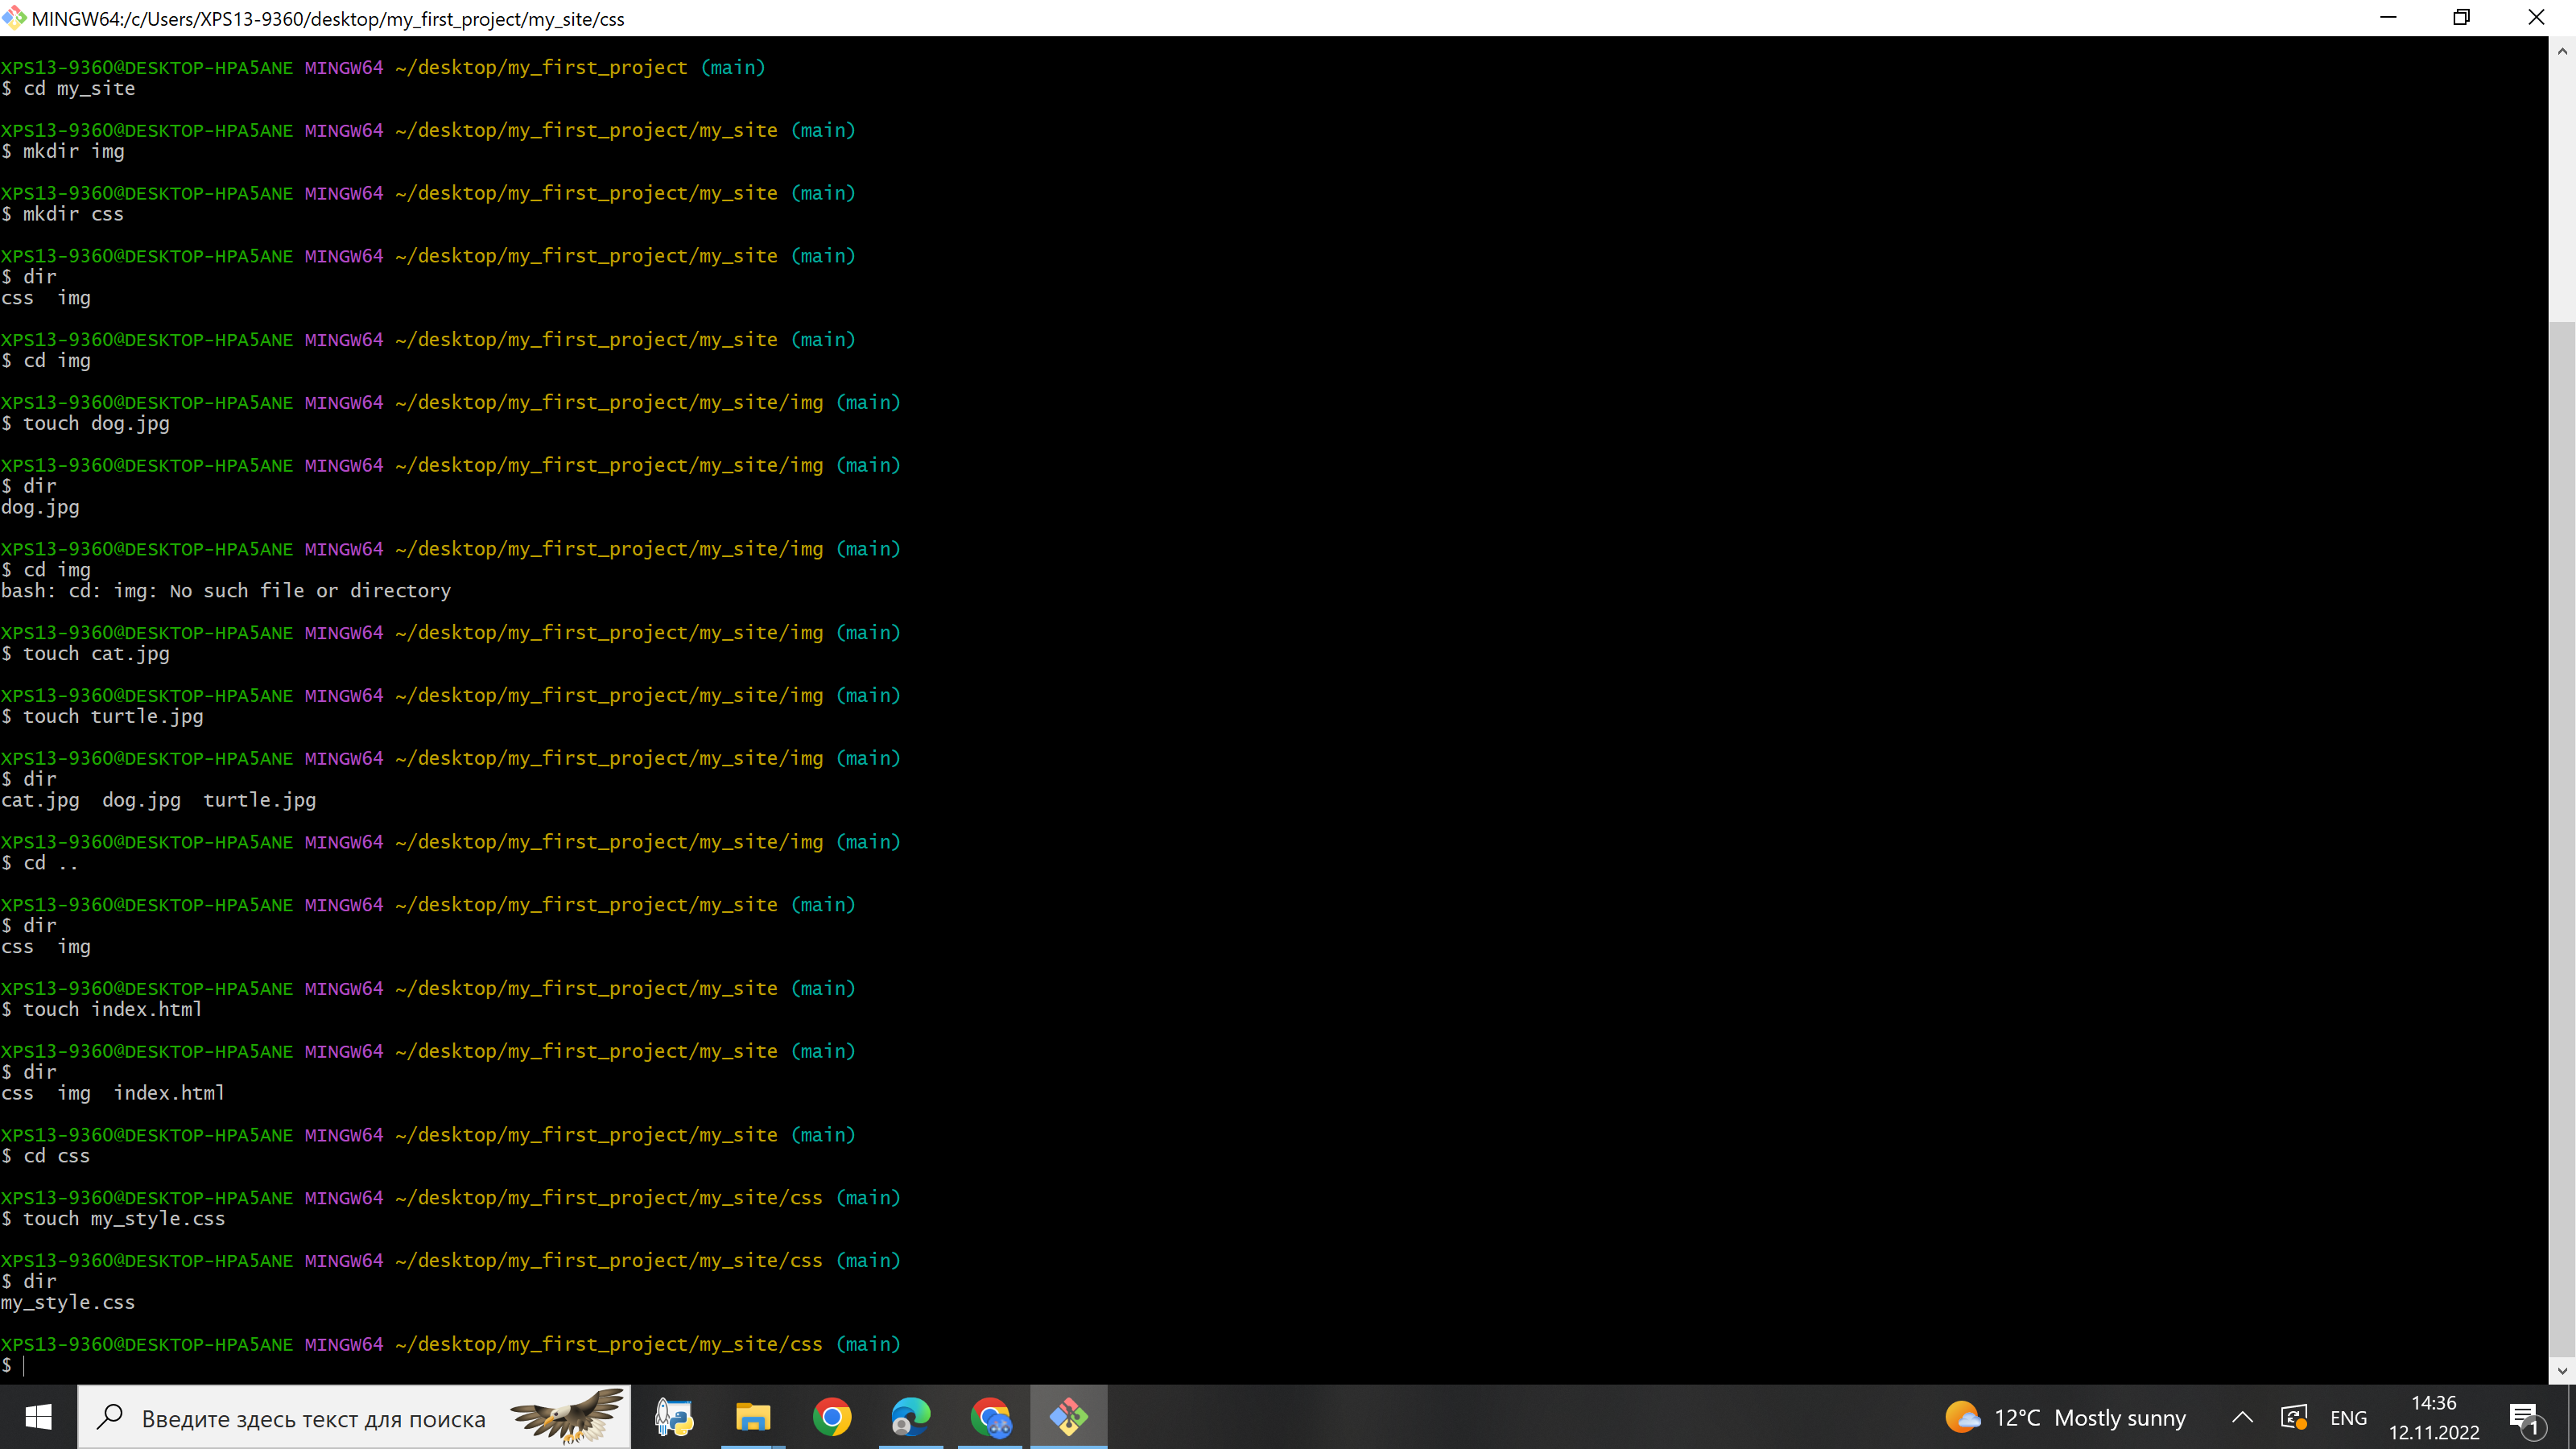 MINGW64:/c/Users/XPS13-9360/desktop/my_first_project/my_site/css
XPS13-9360@DESKTOP-HPA5ANE MINGW64 ~/desktop/my_first_project (main)
$ cd my_site
XPS13-9360@DESKTOP-HPA5ANE MINGW64 ~/desktop/my_first_project/my_site (main)
$ mkdir img
XPS13-9360@DESKTOP-HPA5ANE MINGW64 ~/desktop/my_first_project/my_site (main)
$ mkdir css
XPS13-9360@DESKTOP-HPA5ANE MINGW64 ~/desktop/my_first_project/my_site (main)
$ dir
css  img
XPS13-9360@DESKTOP-HPA5ANE MINGW64 ~/desktop/my_first_project/my_site (main)
$ cd img
XPS13-9360@DESKTOP-HPA5ANE MINGW64 ~/desktop/my_first_project/my_site/img (main)
$ touch dog.jpg
XPS13-9360@DESKTOP-HPA5ANE MINGW64 ~/desktop/my_first_project/my_site/img (main)
$ dir
dog.jpg
XPS13-9360@DESKTOP-HPA5ANE MINGW64 ~/desktop/my_first_project/my_site/img (main)
$ cd img
bash: cd: img: No such file or directory
XPS13-9360@DESKTOP-HPA5ANE MINGW64 ~/desktop/my_first_project/my_site/img (main)
$ touch cat.jpg
XPS13-9360@DESKTOP-HPA5ANE MINGW64 ~/desktop/my_first_project/my_site/img (main)
$ touch turtle.jpg
XPS13-9360@DESKTOP-HPA5ANE MINGW64 ~/desktop/my_first_project/my_site/img (main)
$ dir
cat.jpg  dog.jpg  turtle.jpg
XPS13-9360@DESKTOP-HPA5ANE MINGW64 ~/desktop/my_first_project/my_site/img (main)
$ cd ..
XPS13-9360@DESKTOP-HPA5ANE MINGW64 ~/desktop/my_first_project/my_site (main)
$ dir
css  img
XPS13-9360@DESKTOP-HPA5ANE MINGW64 ~/desktop/my_first_project/my_site (main)
$ touch index.html
XPS13-9360@DESKTOP-HPA5ANE MINGW64 ~/desktop/my_first_project/my_site (main)
$ dir
css  img  index.html
XPS13-9360@DESKTOP-HPA5ANE MINGW64 ~/desktop/my_first_project/my_site (main)
$ cd css
XPS13-9360@DESKTOP-HPA5ANE MINGW64 ~/desktop/my_first_project/my_site/css (main)
$ touch my_style.css
XPS13-9360@DESKTOP-HPA5ANE MINGW64 ~/desktop/my_first_project/my_site/css (main)
$ dir
my_style.css
XPS13-9360@DESKTOP-HPA5ANE MINGW64 ~/desktop/my_first_project/my_site/css (main)
$
Введите здесь текст для поиска
12°C Mostly sunny
ENG
14:36
12.11.2022
1